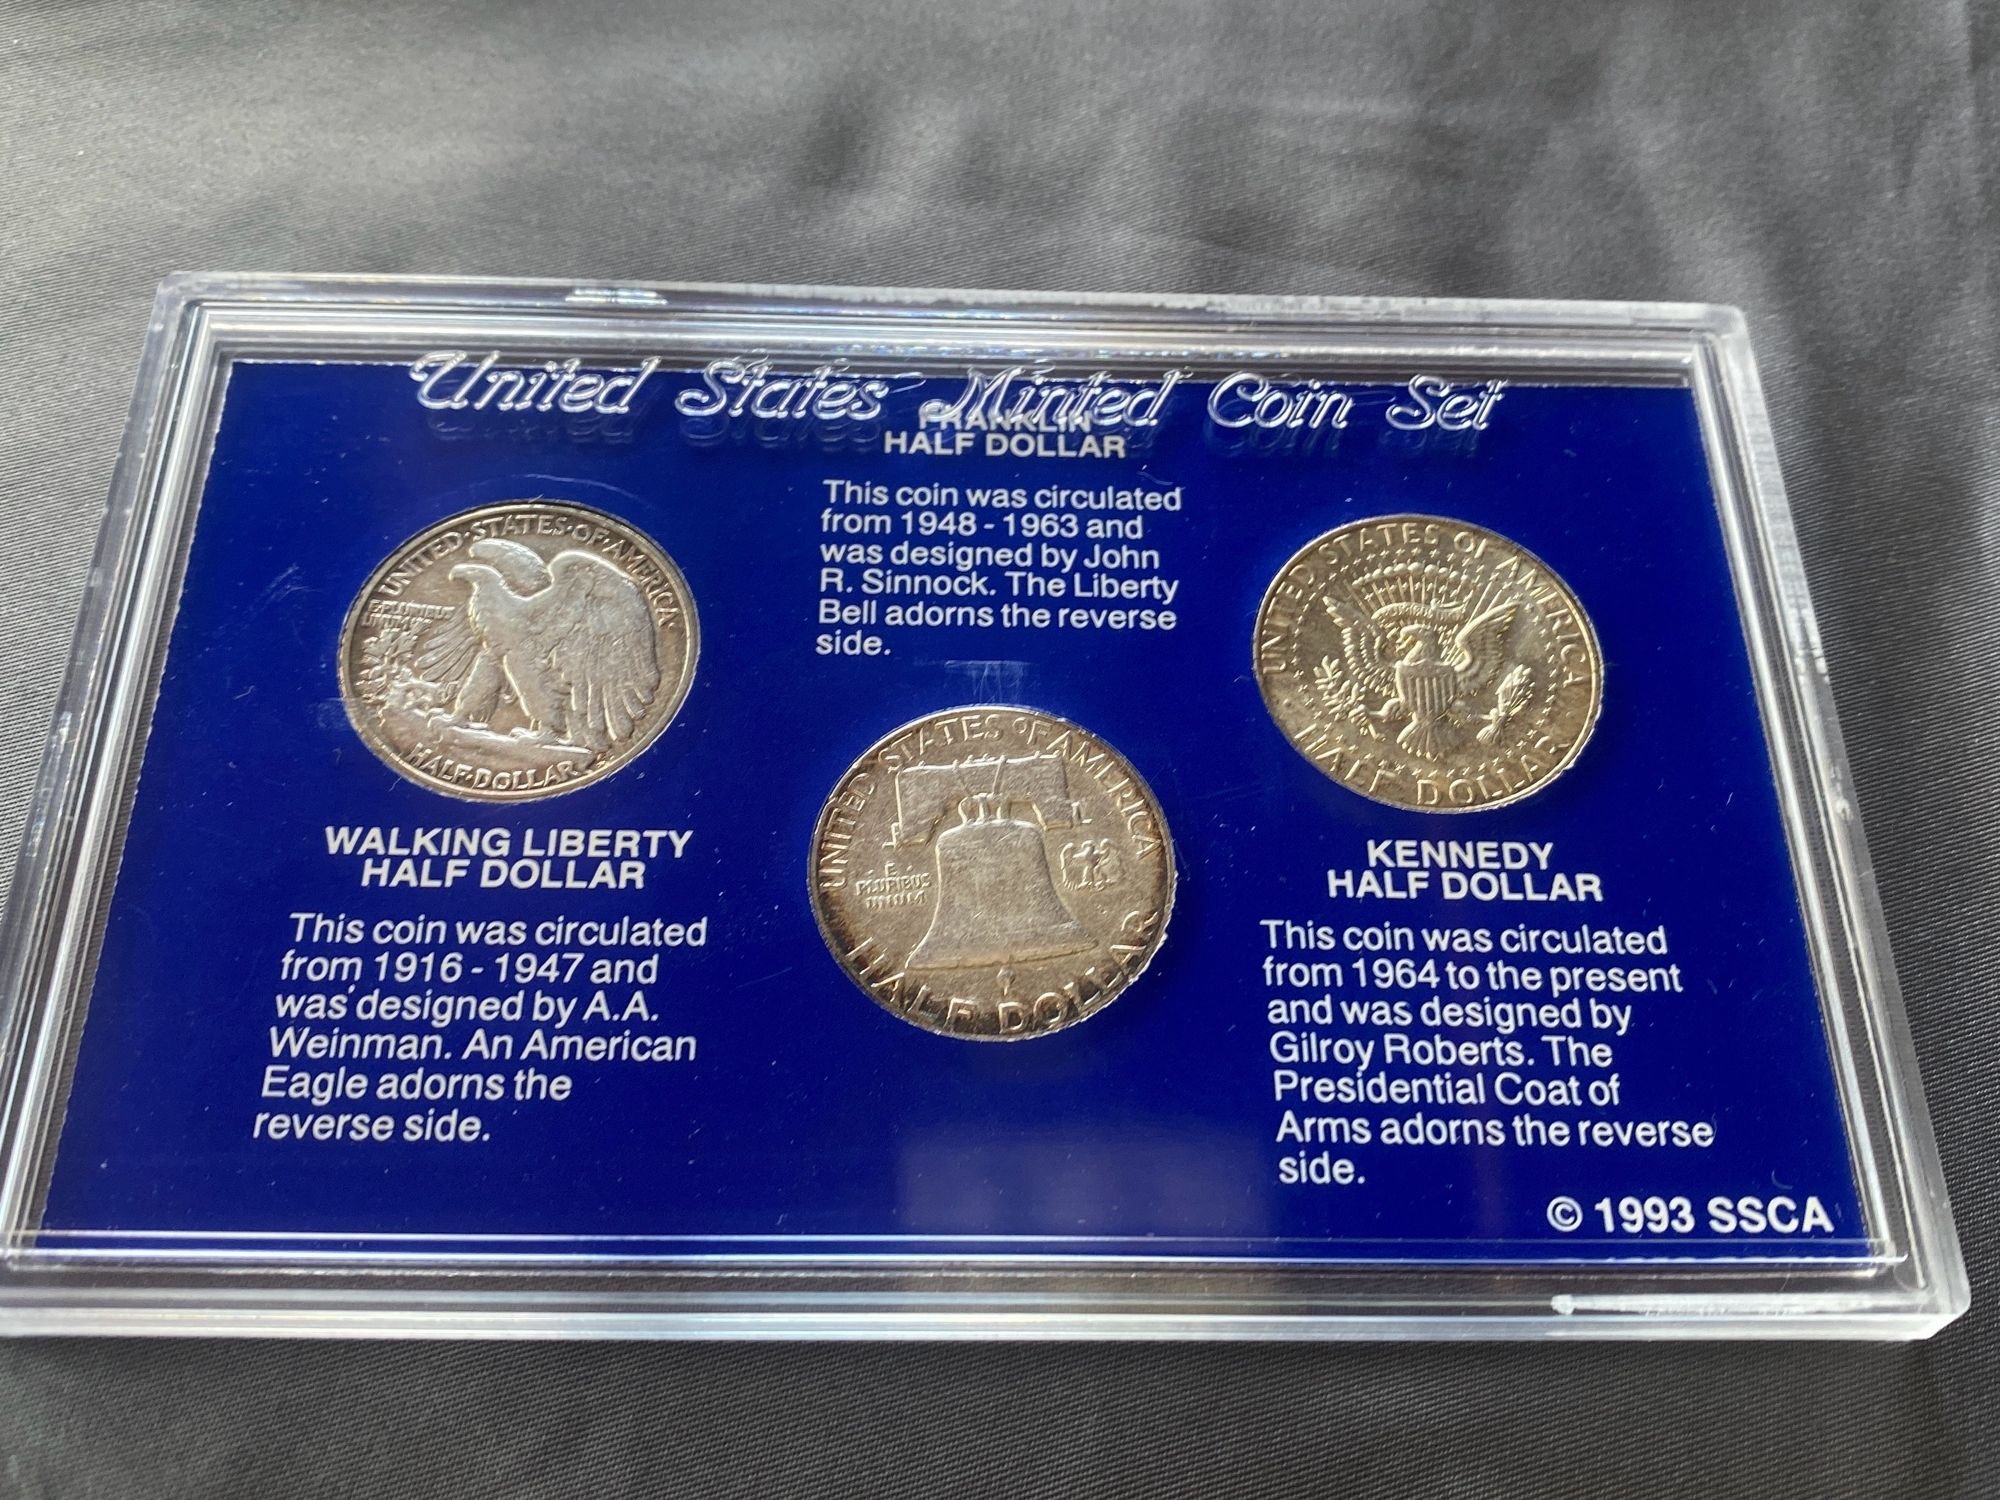 United States Minted Coin Set
FRANKLIN
HALF DOLLAR
This coin was circulated
from 1948 - 1963 and
was designed by John
R. Sinnock. The Liberty
Bell adorns the reverse
side.
UNITED·STATES·OF·AMERICA
E·PLURIBUS
UNUM
HALF·DOLLAR
WALKING LIBERTY
HALF DOLLAR
This coin was circulated
from 1916 - 1947 and
was designed by A.A.
Weinman. An American
Eagle adorns the
reverse side.
UNITED STATES OF AMERICA
E
PLURIBUS
UNUM
HALF DOLLAR
UNITED STATES OF AMERICA
HALF DOLLAR
KENNEDY
HALF DOLLAR
This coin was circulated
from 1964 to the present
and was designed by
Gilroy Roberts. The
Presidential Coat of
Arms adorns the reverse
side.
© 1993 SSCA